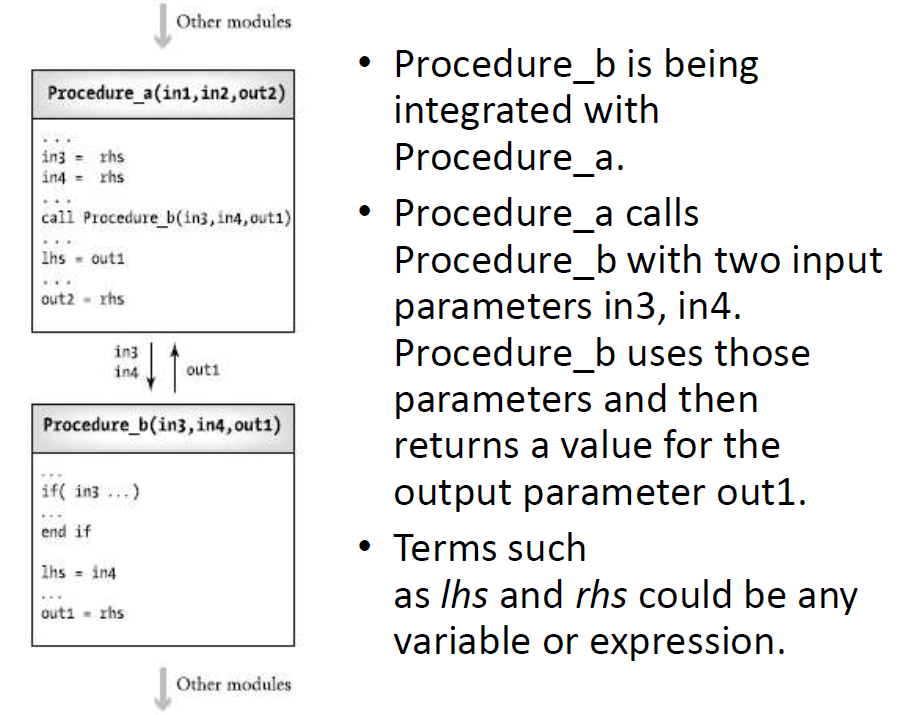 Other modules
Procedure_a(in1,in2,out2)
...
in3 = rhs
in4 = rhs
...
call Procedure_b(in3,in4,out1)
...
lhs = out1
...
out2 = rhs
in3
in4
out1
Procedure_b(in3,in4,out1)
...
if( in3 ...)
...
end if
lhs = in4
...
out1 = rhs
Other modules
• Procedure_b is being
integrated with
Procedure_a.
• Procedure_a calls
Procedure_b with two input
parameters in3, in4.
Procedure_b uses those
parameters and then
returns a value for the
output parameter out1.
• Terms such
as lhs and rhs could be any
variable or expression.